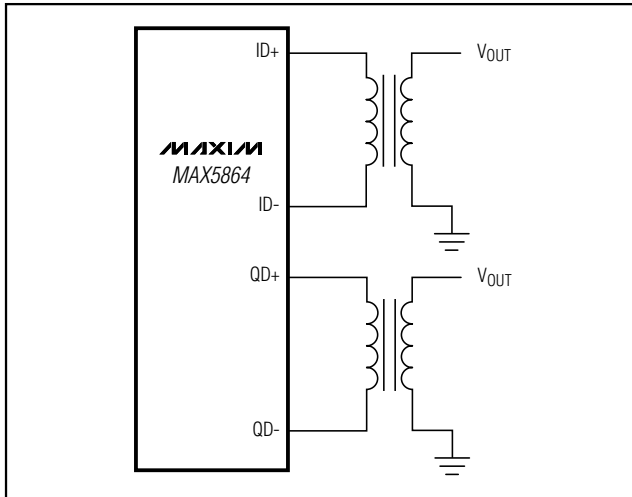 ID+
VOUT
MAXIM
MAX5864
ID-
QD+
VOUT
QD-